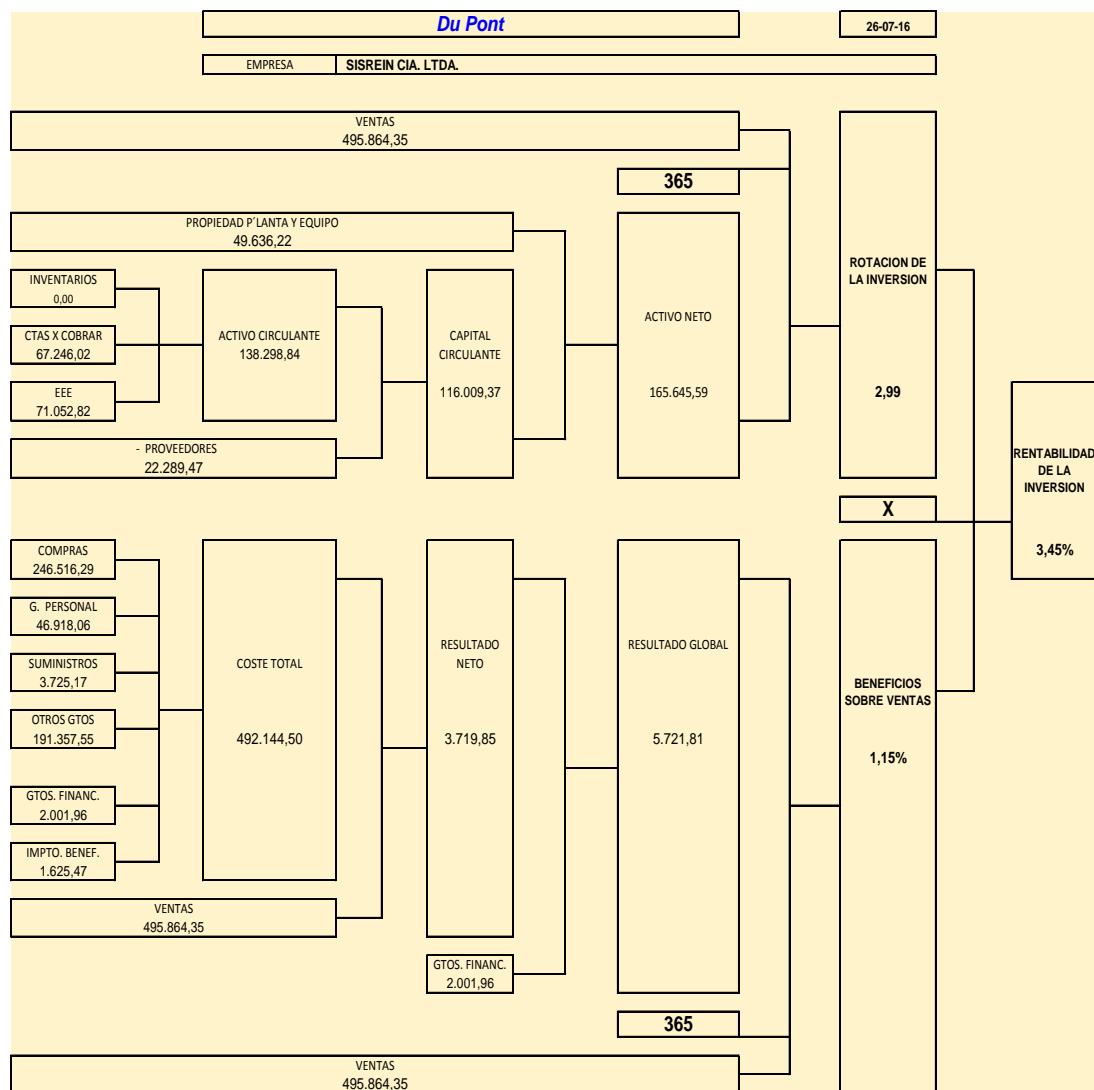 Du Pont
26-07-16
EMPRESA
SISREIN CIA. LTDA.
VENTAS
495.864,35
365
PROPIEDAD P´LANTA Y EQUIPO
49.636,22
INVENTARIOS
0,00
CTAS X COBRAR
67.246,02
EEE
71.052,82
ACTIVO CIRCULANTE
138.298,84
- PROVEEDORES
22.289,47
CAPITAL
CIRCULANTE
116.009,37
ACTIVO NETO
165.645,59
ROTACION DE
LA INVERSION
2,99
X
RENTABILIDAD
DE LA
INVERSION
3,45%
COMPRAS
246.516,29
G. PERSONAL
46.918,06
SUMINISTROS
3.725,17
OTROS GTOS
191.357,55
GTOS. FINANC.
2.001,96
IMPTO. BENEF.
1.625,47
COSTE TOTAL
492.144,50
VENTAS
495.864,35
RESULTADO
NETO
3.719,85
GTOS. FINANC.
2.001,96
RESULTADO GLOBAL
5.721,81
365
BENEFICIOS
SOBRE VENTAS
1,15%
VENTAS
495.864,35